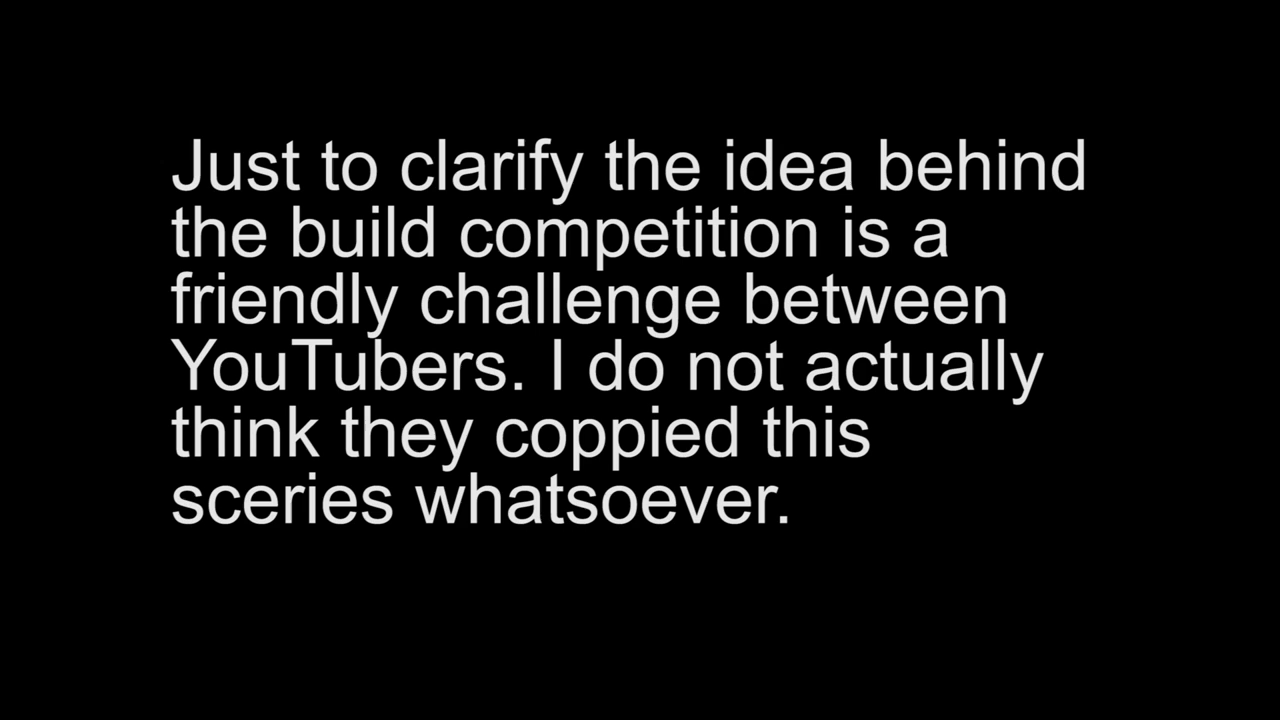 Just to clarify the idea behind
the build competition is a
friendly challenge between
YouTubers. I do not actually
think they coppied this
sceries whatsoever.